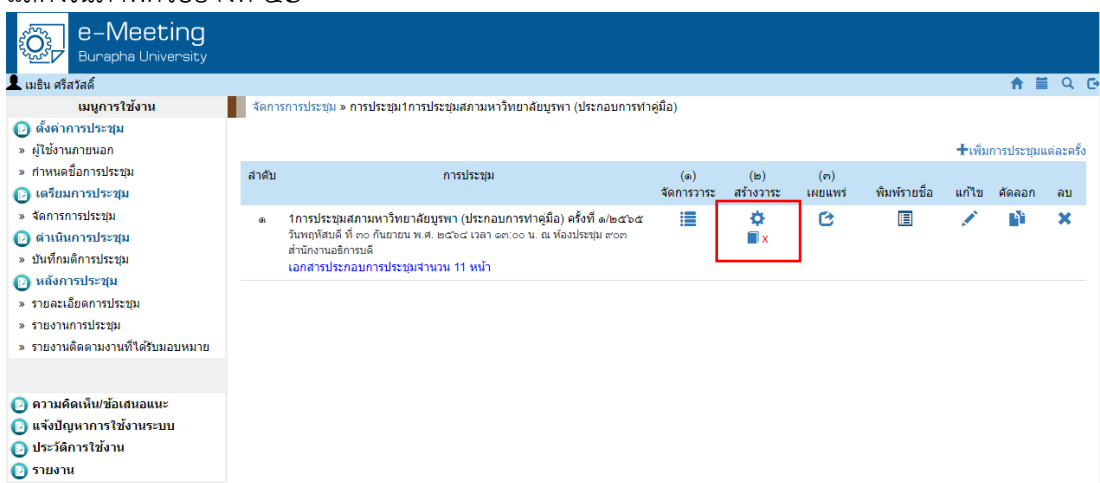 e-Meeting
Burapha University
เมธิน ศรีสวัสดิ์
เมนูการใช้งาน
ตั้งค่าการประชุม
» ผู้ใช้งานภายนอก
» กำหนดชื่อการประชุม
เตรียมการประชุม
» จัดการการประชุม
ดำเนินการประชุม
» บันทึกมติการประชุม
หลังการประชุม
» รายละเอียดการประชุม
» รายงานการประชุม
» รายงานติดตามงานที่ได้รับมอบหมาย
ความคิดเห็น/ข้อเสนอแนะ
แจ้งปัญหาการใช้งานระบบ
ประวัติการใช้งาน
รายงาน
จัดการการประชุม » การประชุม1การประชุมสภามหาวิทยาลัยบูรพา (ประกอบการทำคู่มือ)
เพิ่มการประชุมแต่ละครั้ง
ลำดับ การประชุม (๑) จัดการวาระ (๒) สร้างวาระ (๓) เผยแพร่ พิมพ์รายชื่อ แก้ไข คัดลอก ลบ
๑ 1การประชุมสภามหาวิทยาลัยบูรพา (ประกอบการทำคู่มือ) ครั้งที่ ๑/๒๕๖๕
วันพฤหัสบดี ที่ ๓๐ กันยายน พ.ศ. ๒๕๖๔ เวลา ๑๓:๐๐ น. ณ ห้องประชุม ๙๐๓
สำนักงานอธิการบดี
เอกสารประกอบการประชุมจำนวน 11 หน้า
x